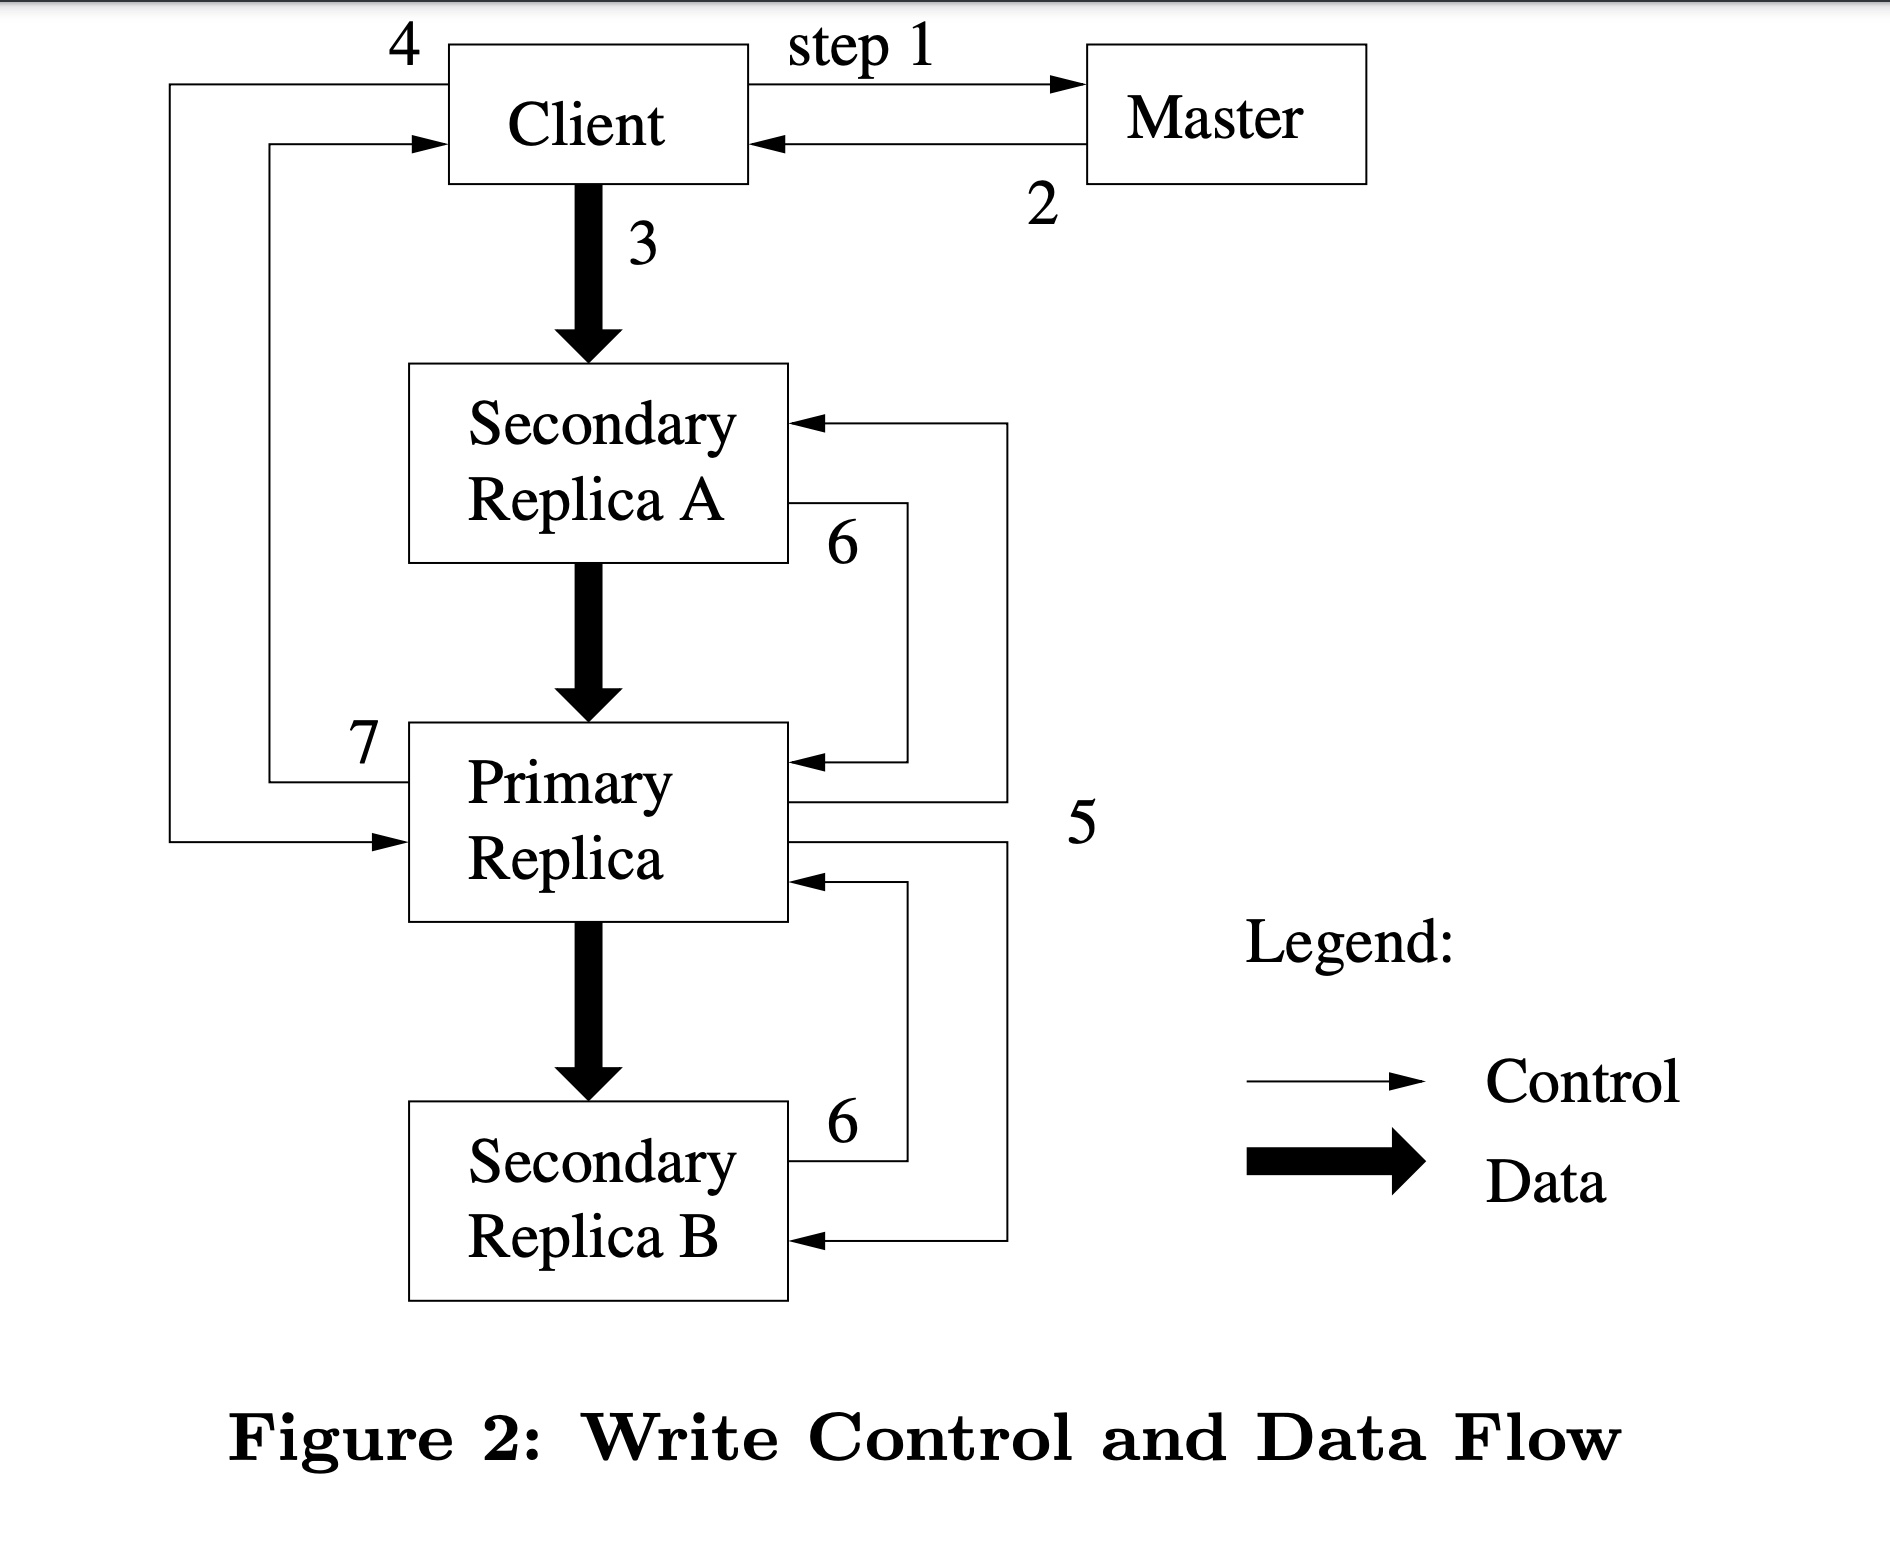 4
step 1
Client
Master
2
3
Secondary
Replica A
6
7
Primary
Replica
5
Legend:
Control
Data
6
Secondary
Replica B
Figure 2: Write Control and Data Flow